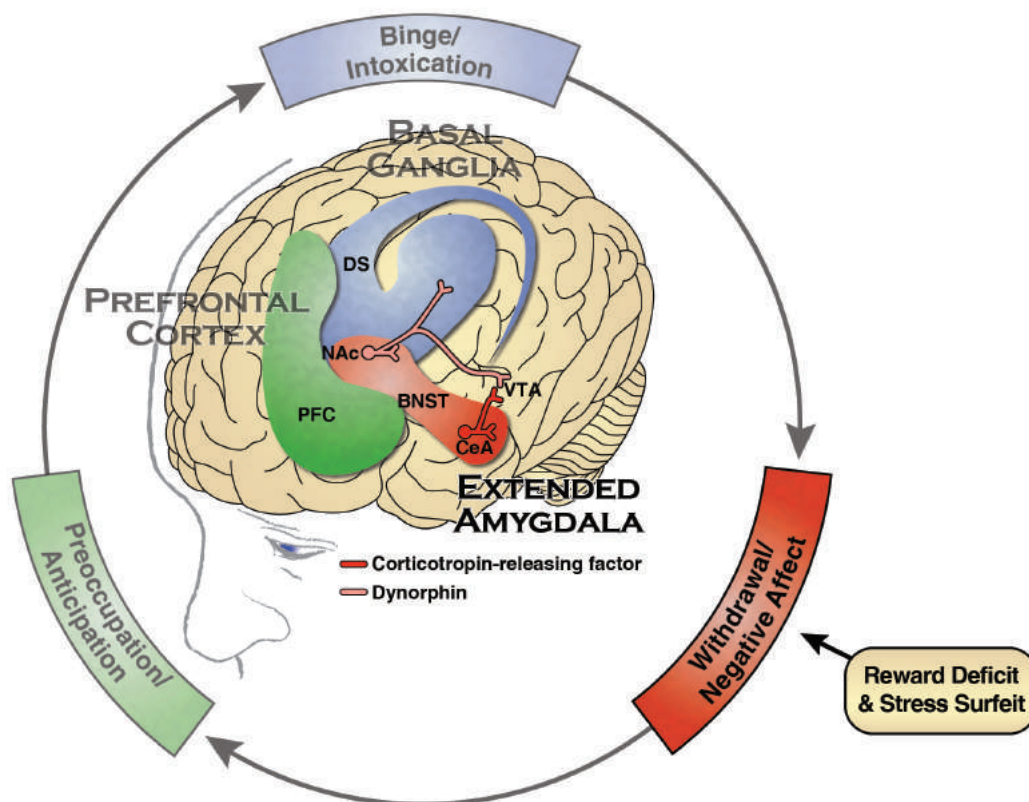 Binge/
Intoxication
BASAL
GANGLIA
DS
PREFRONTAL
CORTEX
NAc
VTA
BNST
PFC
CeA
EXTENDED
AMYGDALA
Corticotropin-releasing factor
Dynorphin
Preoccupation/
Anticipation
Withdrawal/
Negative Affect
Reward Deficit
& Stress Surfeit